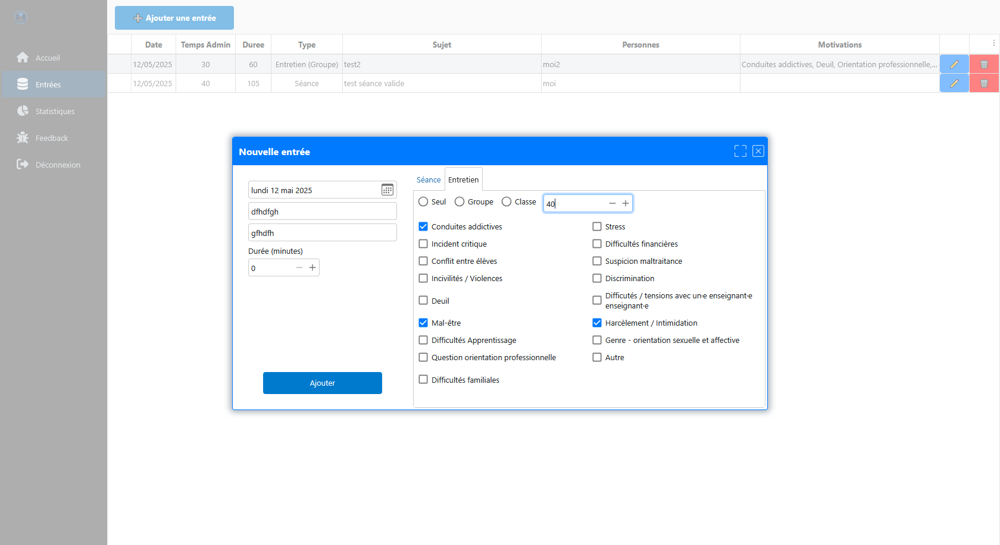 Ajouter une entrée
Accueil
Entrées
Statistiques
Feedback
Déconnexion
Date Temps Admin Duree Type Sujet Personnes Motivations
12/05/2025 30 60 Entretien (Groupe) test2 moi2 Conduites addictives, Deuil, Orientation professionnelle,...
12/05/2025 40 105 Séance test séance valide moi
Nouvelle entrée
lundi 12 mai 2025
dfhdfgh
gfhdfh
Durée (minutes)
0
Ajouter
Séance Entretien
Seul Groupe Classe 40
Conduites addictives Stress
Incident critique Difficultés financières
Conflit entre élèves Suspicion maltraitance
Incivilités / Violences Discrimination
Deuil Difficutés / tensions avec un·e enseignant·e
enseignant·e
Mal-être Harcèlement / Intimidation
Difficultés Apprentissage Genre - orientation sexuelle et affective
Question orientation professionnelle Autre
Difficultés familiales